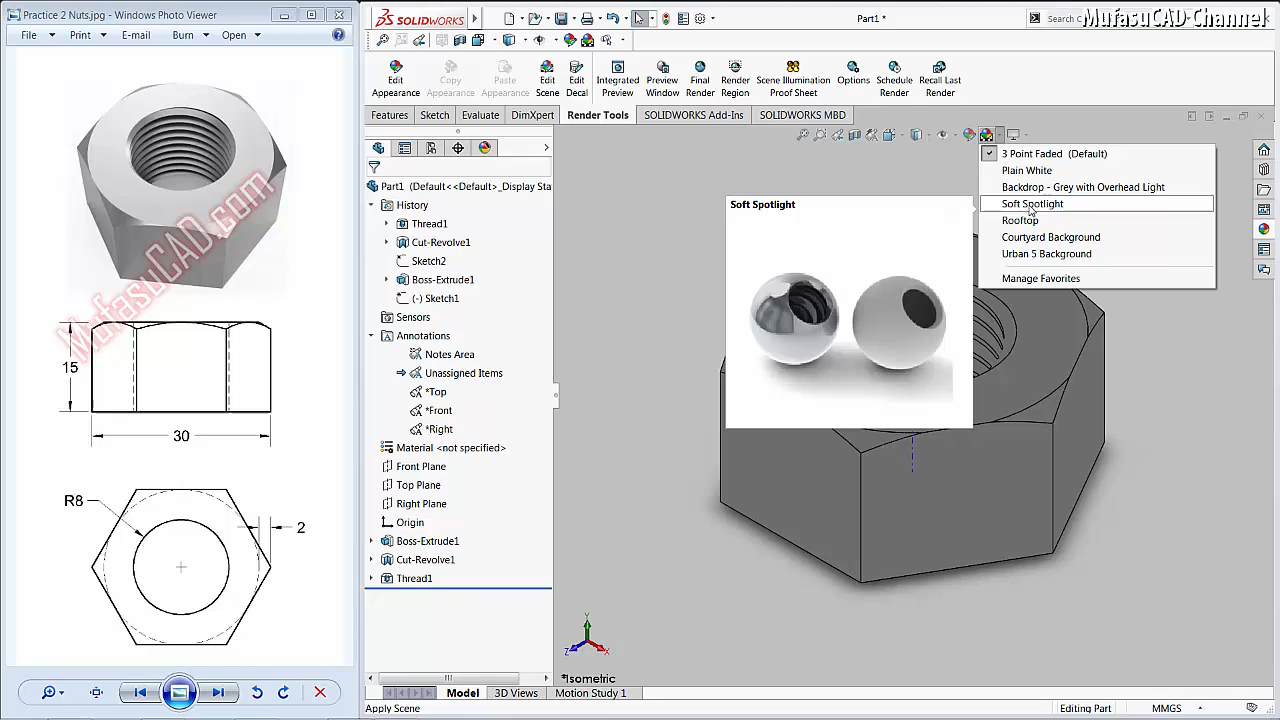 Practice 2 Nuts.jpg - Windows Photo Viewer
File Print E-mail Burn Open
MufasuCAD.com
15
30
R8
2
SOLIDWORKS
Part1 *
Search
MufasuCAD Channel
Edit Appearance
Copy Appearance
Paste Appearance
Edit Scene
Edit Decal
Integrated Preview
Preview Window
Final Render
Render Region
Scene Illumination Proof Sheet
Options
Schedule Render
Recall Last Render
Features Sketch Evaluate DimXpert Render Tools SOLIDWORKS Add-Ins SOLIDWORKS MBD
Part1 (Default<<Default>_Display Sta
History
Thread1
Cut-Revolve1
Sketch2
Boss-Extrude1
(-) Sketch1
Sensors
Annotations
Notes Area
Unassigned Items
*Top
*Front
*Right
Material <not specified>
Front Plane
Top Plane
Right Plane
Origin
Boss-Extrude1
Cut-Revolve1
Thread1
Soft Spotlight
3 Point Faded (Default)
Plain White
Backdrop - Grey with Overhead Light
Soft Spotlight
Rooftop
Courtyard Background
Urban 5 Background
Manage Favorites
Y
Z
X
*Isometric
Model 3D Views Motion Study 1
Apply Scene
Editing Part
MMGS